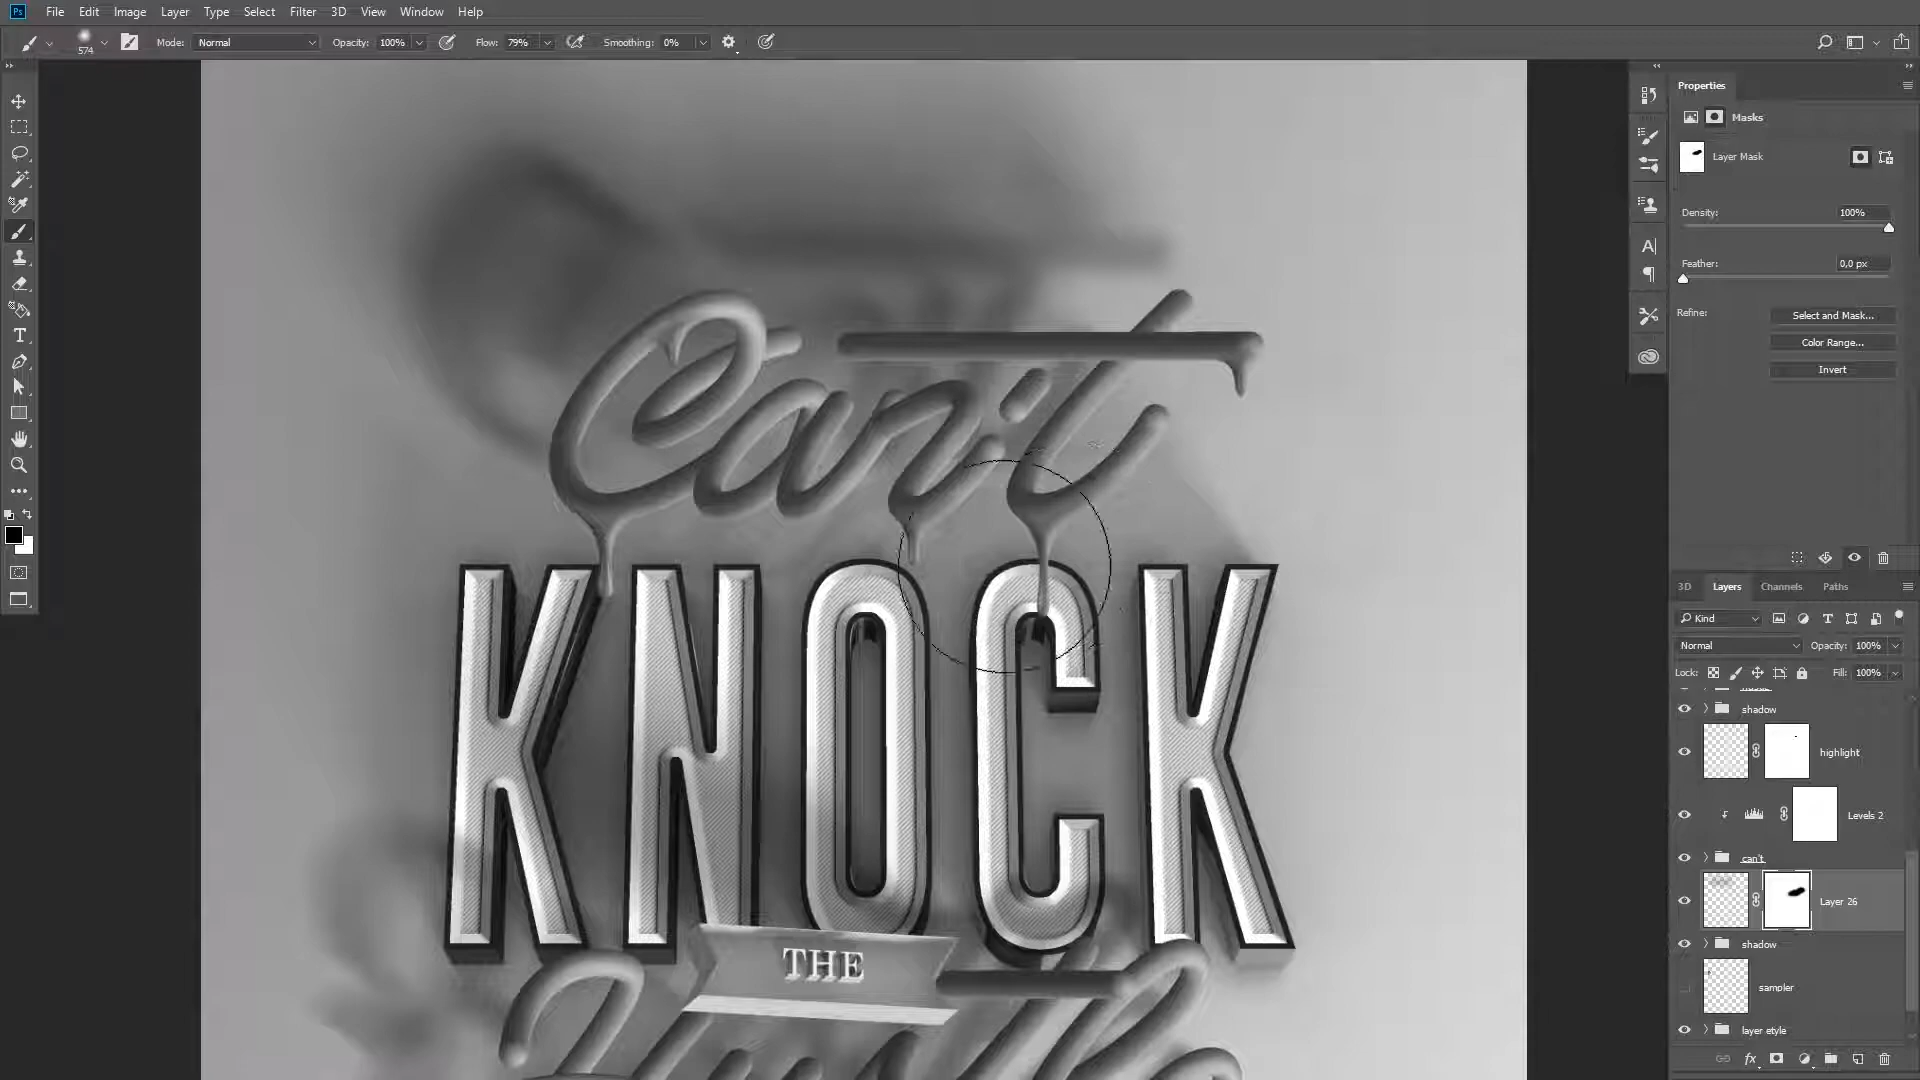 Ps File Edit Image Layer Type Select Filter 3D View Window Help
574 Mode: Normal Opacity: 100% Flow: 79% Smoothing: 0%
Properties
Masks
Layer Mask
Density: 100%
Feather: 0,0 px
Refine: Select and Mask...
Color Range...
Invert
Can't
KNOCK
THE
Hustle
3D Layers Channels Paths
Kind
Normal Opacity: 100%
Lock: Fill: 100%
shadow
highlight
Levels 2
can't
Layer 26
shadow
sampler
layer style